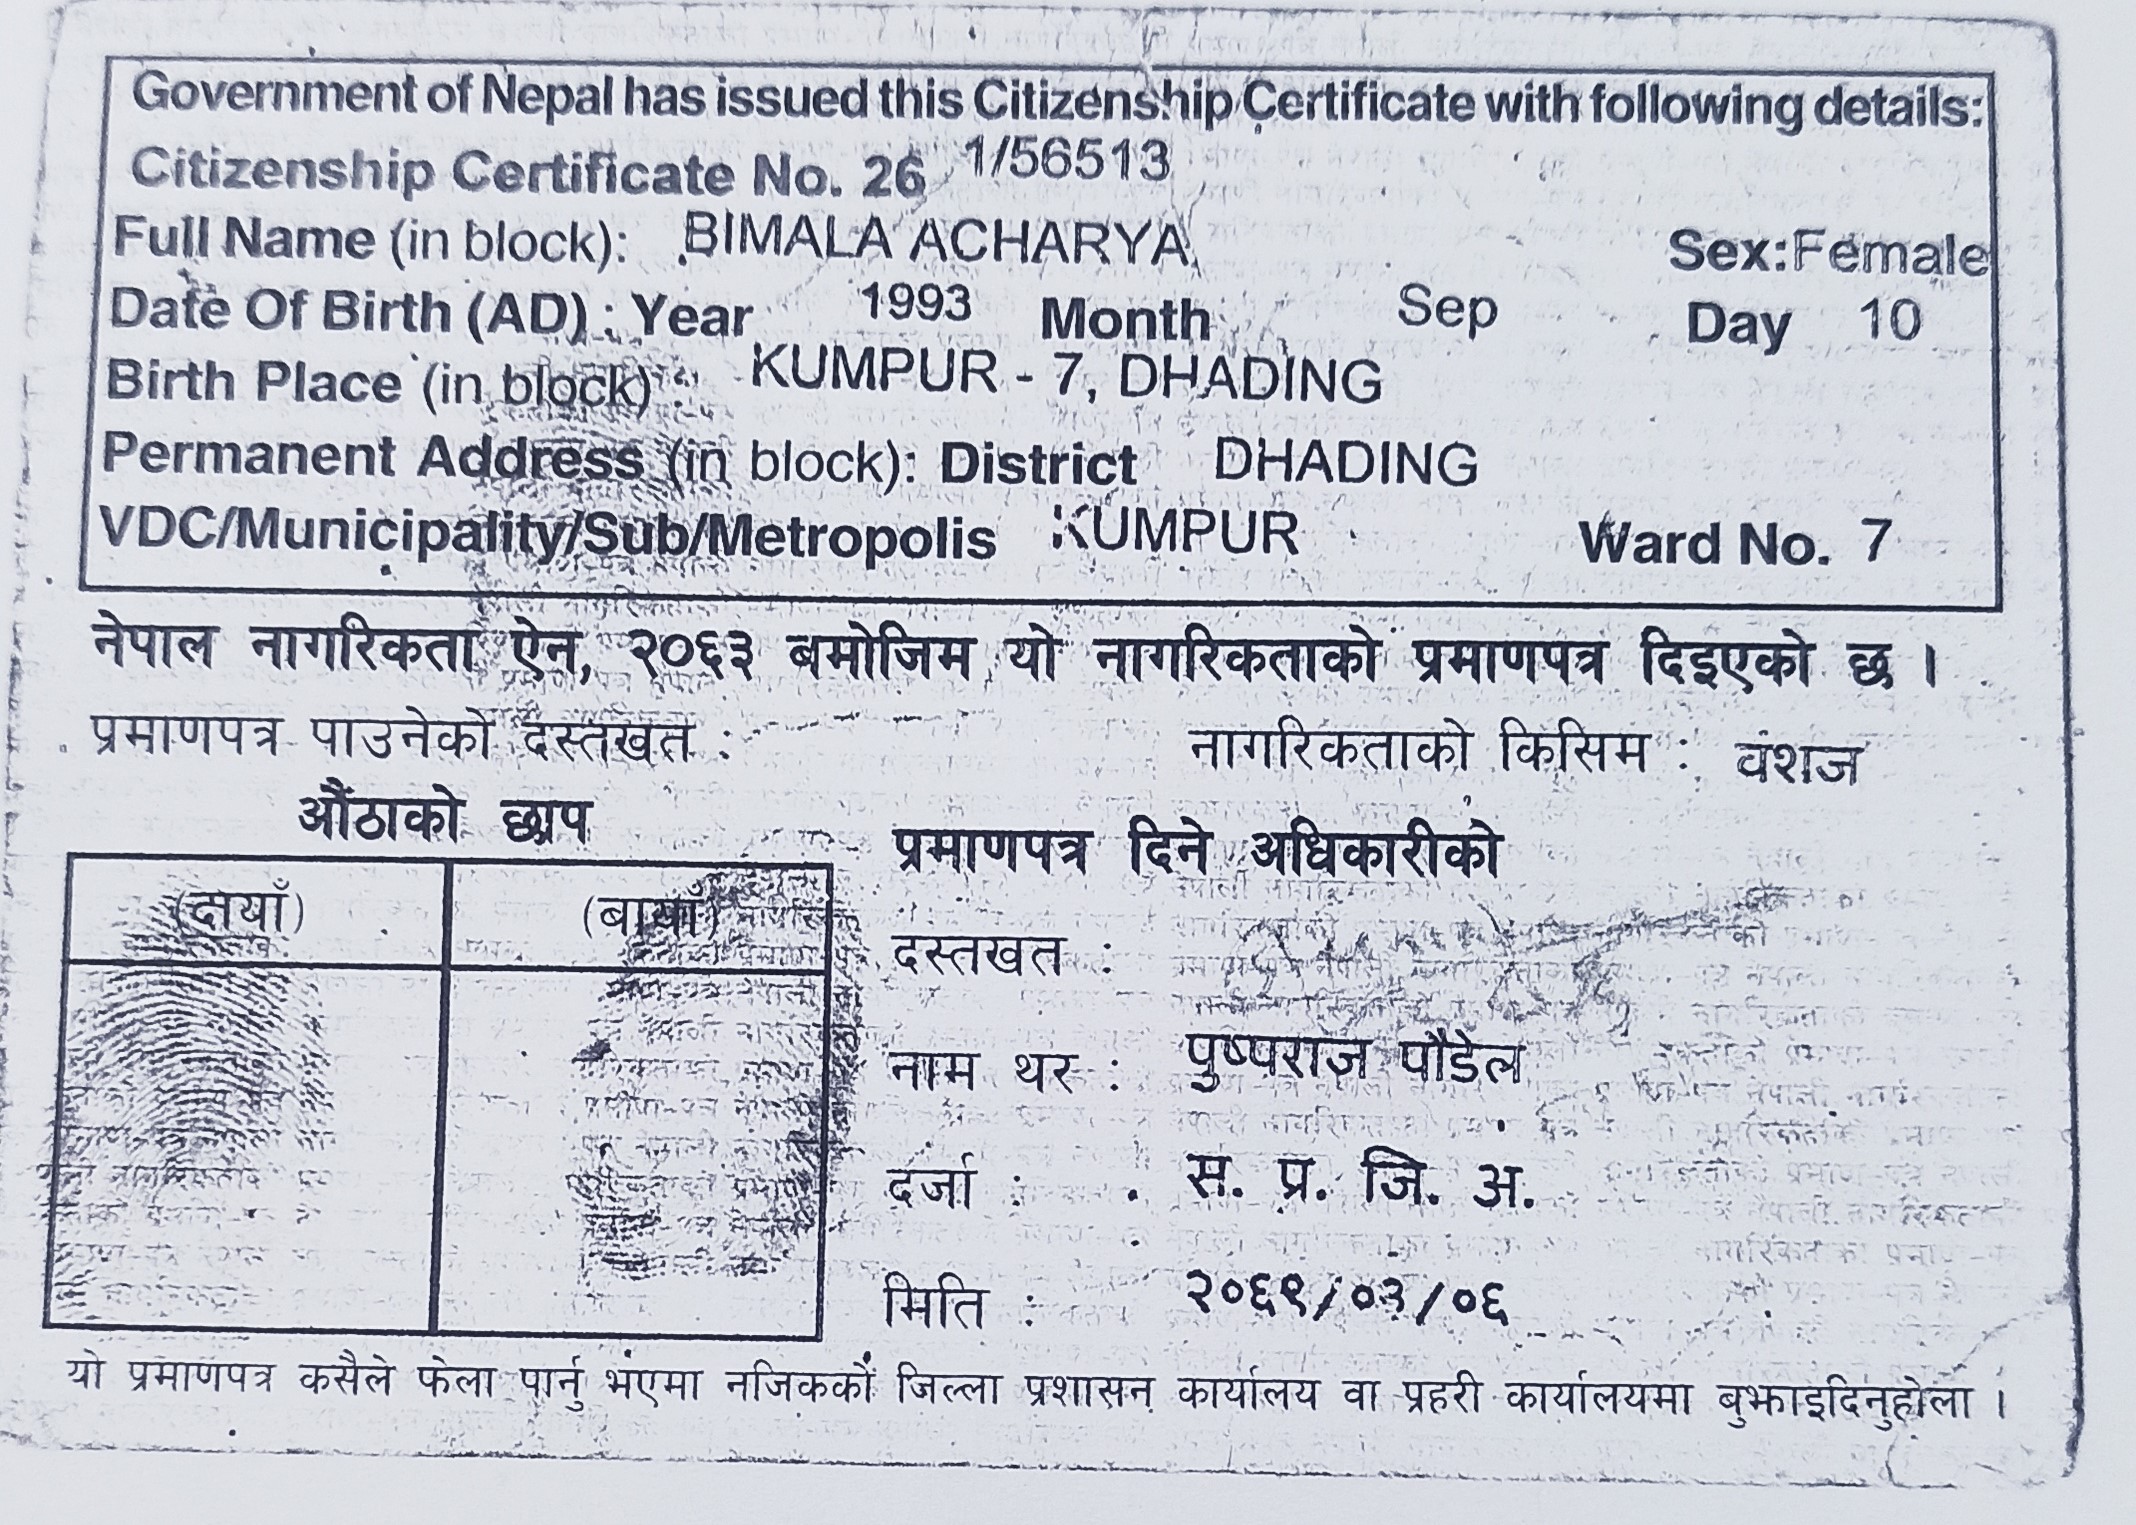 Government of Nepal has issued this Citizenship Certificate with following details:
Citizenship Certificate No. 26 1/56513
Full Name (in block): BIMALA ACHARYA Sex: Female
Date Of Birth (AD) : Year 1993 Month Sep Day 10
Birth Place (in block) : KUMPUR - 7, DHADING
Permanent Address (in block): District DHADING
VDC/Municipality/Sub/Metropolis KUMPUR Ward No. 7
नेपाल नागरिकता ऐन, २०६३ बमोजिम यो नागरिकताको प्रमाणपत्र दिइएको छ ।
प्रमाणपत्र पाउनेको दस्तखत : नागरिकताको किसिम : वंशज
औंठाको छाप
(दायाँ) (बायाँ)
प्रमाणपत्र दिने अधिकारीको
दस्तखत :
नाम थर : पुष्पराज पौडेल
दर्जा : स. प्र. जि. अ.
मिति : २०६९/०३/०६
यो प्रमाणपत्र कसैले फेला पार्नु भएमा नजिकको जिल्ला प्रशासन कार्यालय वा प्रहरी कार्यालयमा बुझाइदिनुहोला ।